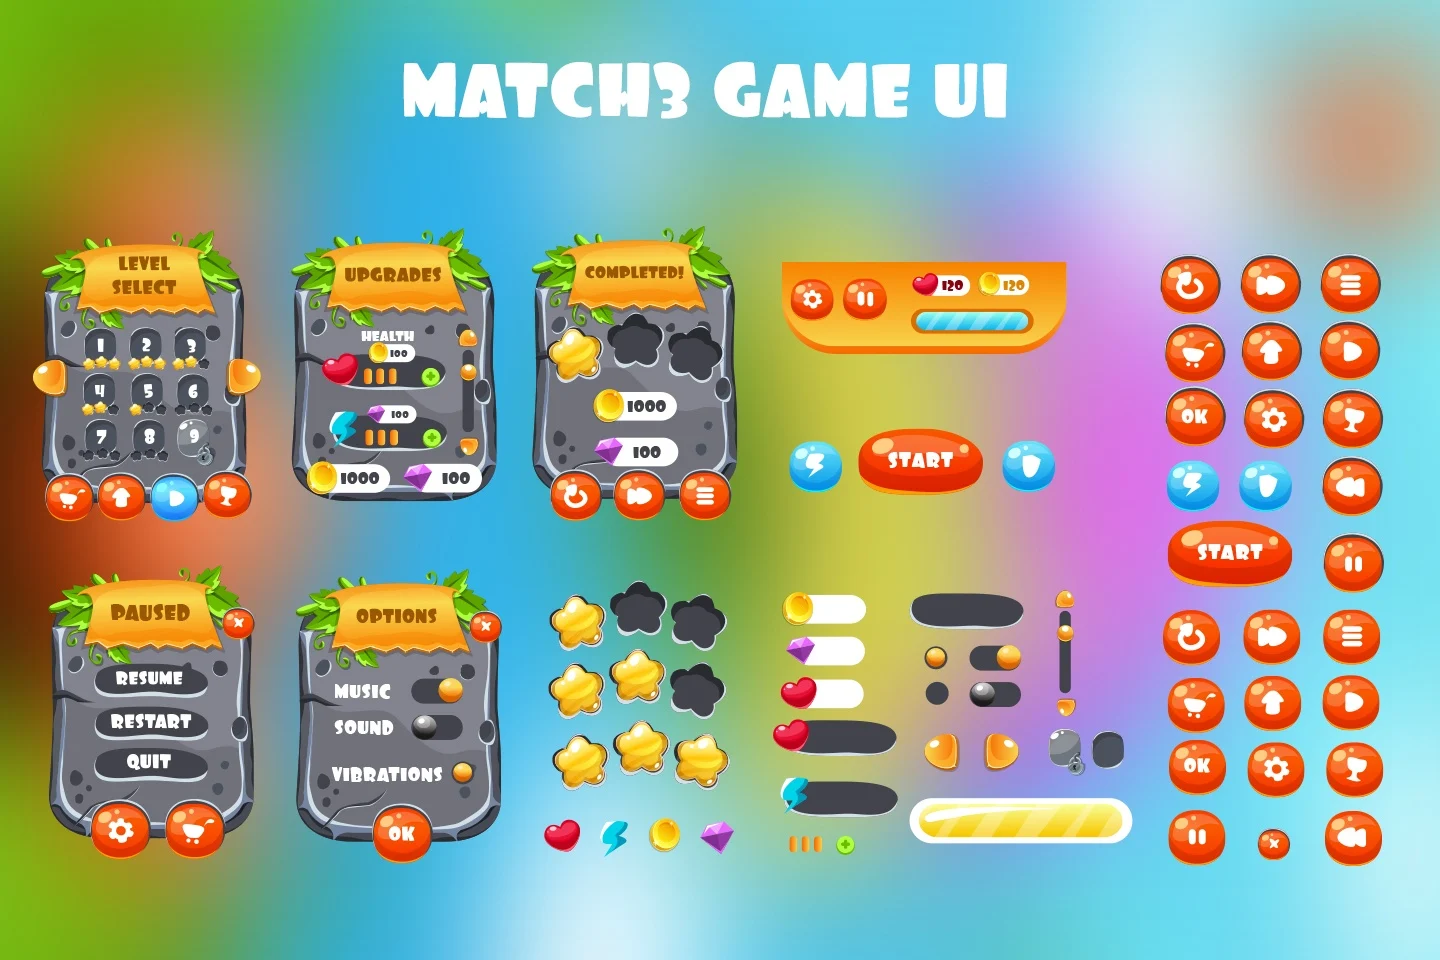 MATCH3 GAME UI
LEVEL
SELECT
1 2 3
4 5 6
7 8 9
UPGRADES
HEALTH
100
100
1000 100
COMPLETED!
1000
100
120 120
START
OK
START
OK
PAUSED
RESUME
RESTART
QUIT
OPTIONS
MUSIC
SOUND
VIBRATIONS
OK